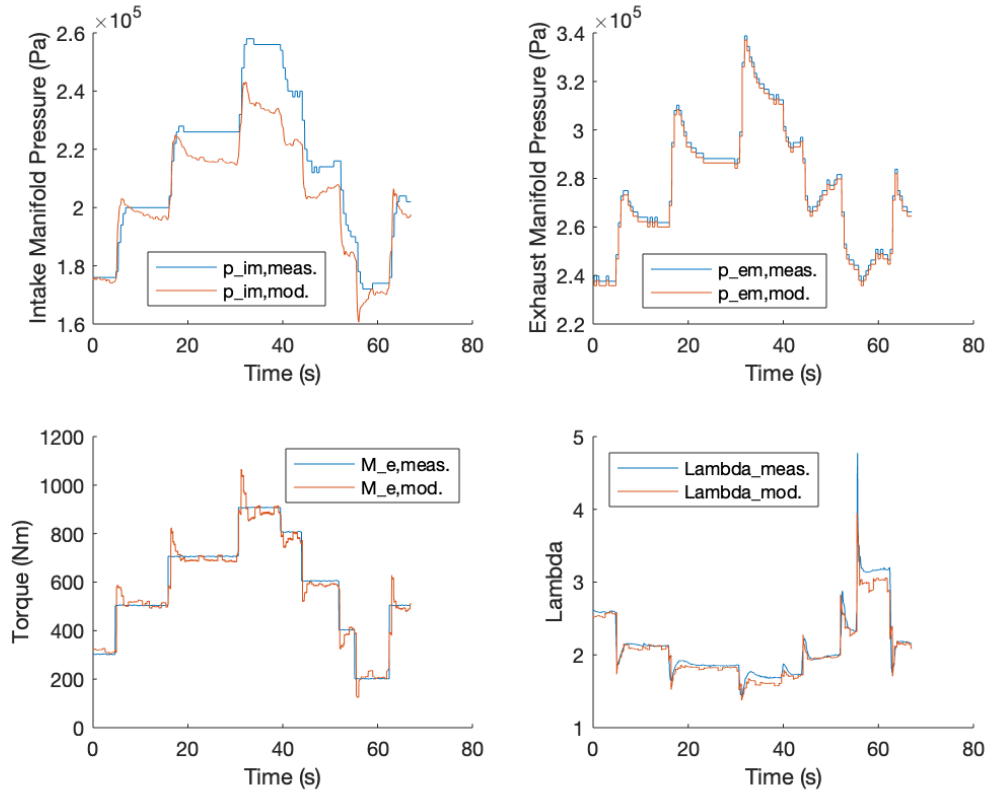 × 10^5
Intake Manifold Pressure (Pa)
2.6
2.4
2.2
2
1.8
1.6
p_im,meas.
p_im,mod.
0 20 40 60 80
Time (s)
× 10^5
Exhaust Manifold Pressure (Pa)
3.4
3.2
3
2.8
2.6
2.4
2.2
p_em,meas.
p_em,mod.
0 20 40 60 80
Time (s)
Torque (Nm)
1200
1000
800
600
400
200
0
M_e,meas.
M_e,mod.
0 20 40 60 80
Time (s)
Lambda
5
4
3
2
1
Lambda_meas.
Lambda_mod.
0 20 40 60 80
Time (s)